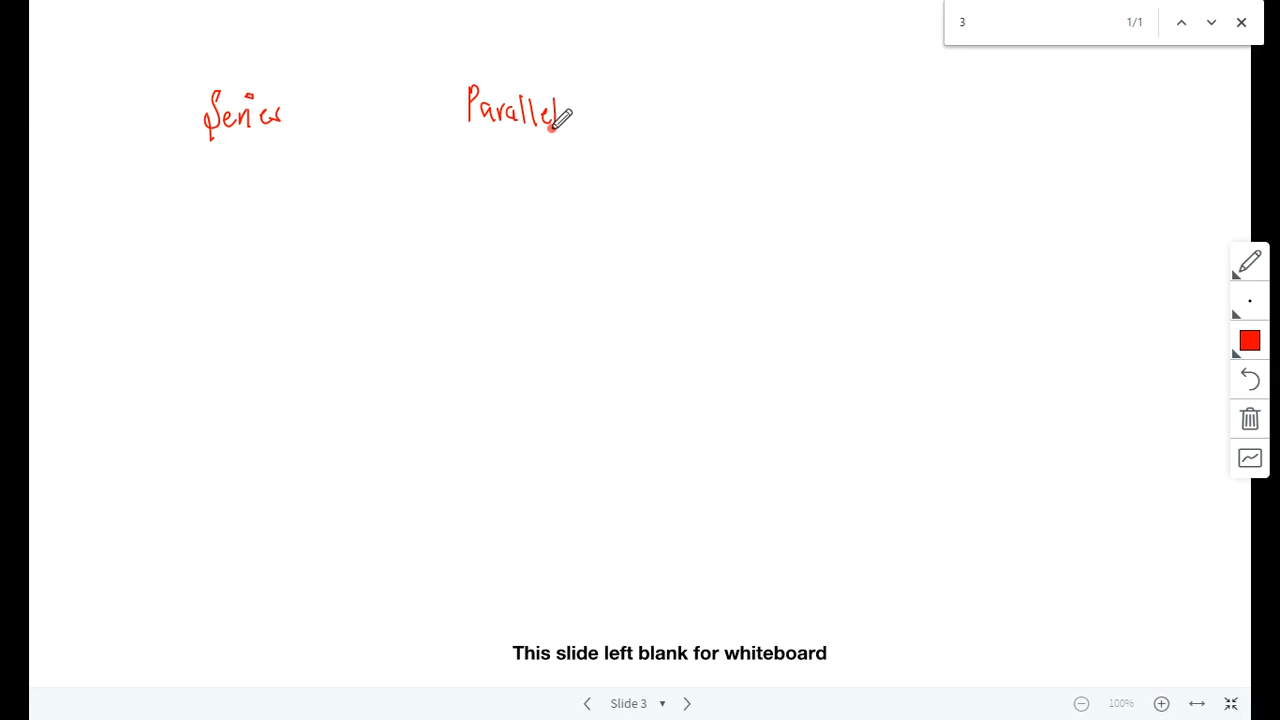 3 1/1
Series Parallel
This slide left blank for whiteboard
Slide 3 100%